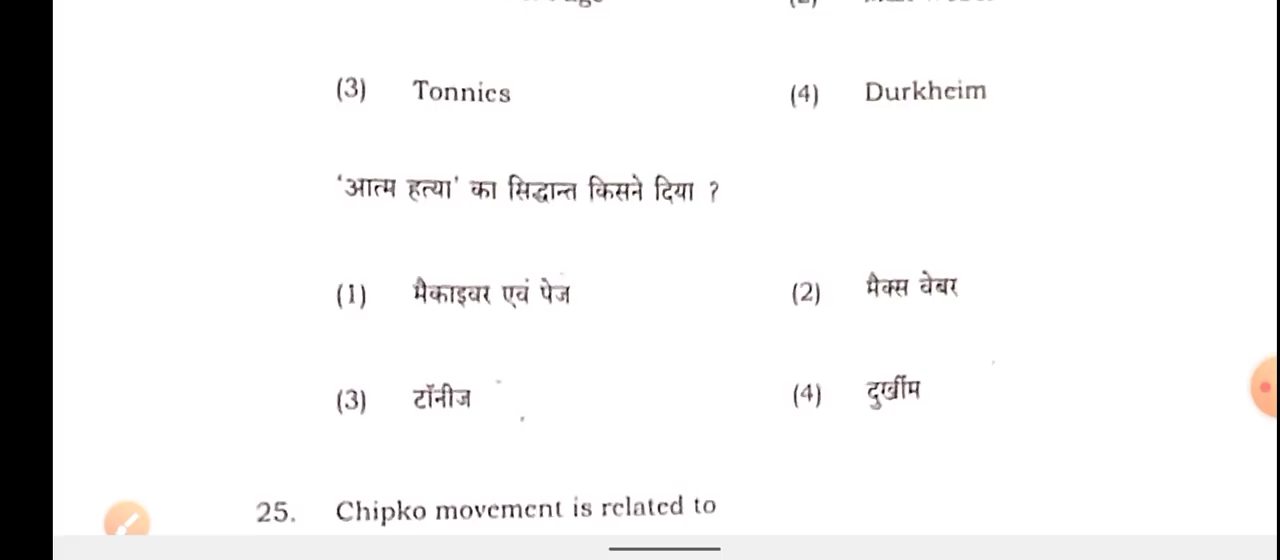 (3) Tonnics (4) Durkheim
'आत्म हत्या' का सिद्धान्त किसने दिया ?
(1) मैकाइवर एवं पेज (2) मैक्स वेबर
(3) टॉनीज (4) दुर्खीम
25. Chipko movement is related to